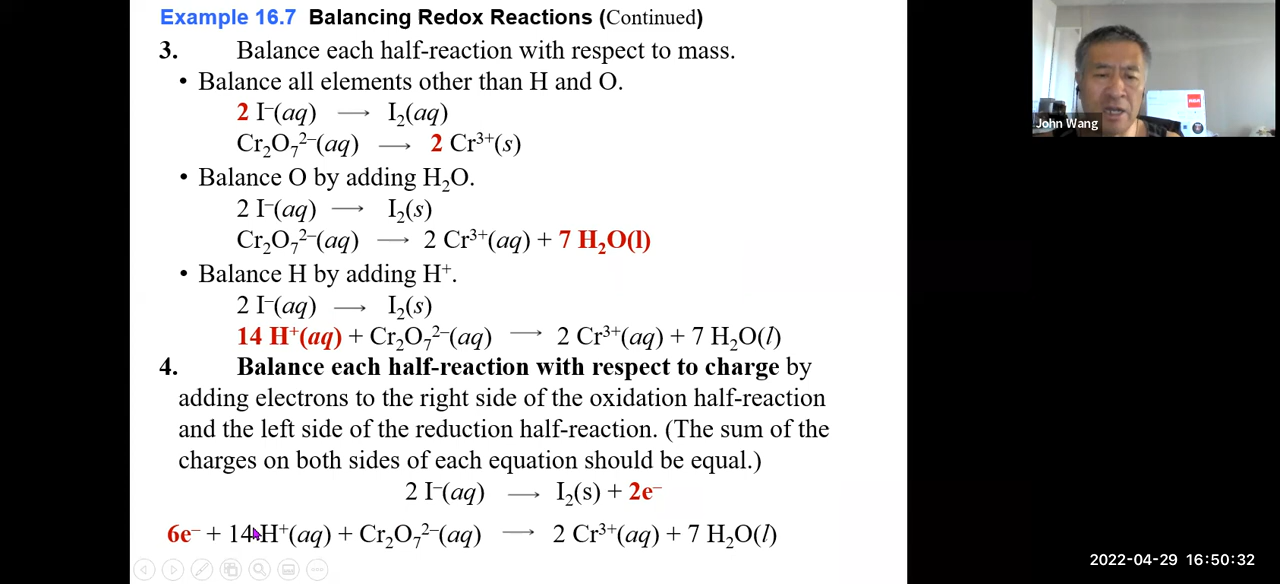 Example 16.7 Balancing Redox Reactions (Continued)
3. Balance each half-reaction with respect to mass.
• Balance all elements other than H and O.
2 I⁻(aq) ⟶ I₂(aq)
Cr₂O₇²⁻(aq) ⟶ 2 Cr³⁺(s)
• Balance O by adding H₂O.
2 I⁻(aq) ⟶ I₂(s)
Cr₂O₇²⁻(aq) ⟶ 2 Cr³⁺(aq) + 7 H₂O(l)
• Balance H by adding H⁺.
2 I⁻(aq) ⟶ I₂(s)
14 H⁺(aq) + Cr₂O₇²⁻(aq) ⟶ 2 Cr³⁺(aq) + 7 H₂O(l)
4. Balance each half-reaction with respect to charge by
adding electrons to the right side of the oxidation half-reaction
and the left side of the reduction half-reaction. (The sum of the
charges on both sides of each equation should be equal.)
2 I⁻(aq) ⟶ I₂(s) + 2e⁻
6e⁻ + 14 H⁺(aq) + Cr₂O₇²⁻(aq) ⟶ 2 Cr³⁺(aq) + 7 H₂O(l)
John Wang
RCA
2022-04-29 16:50:32